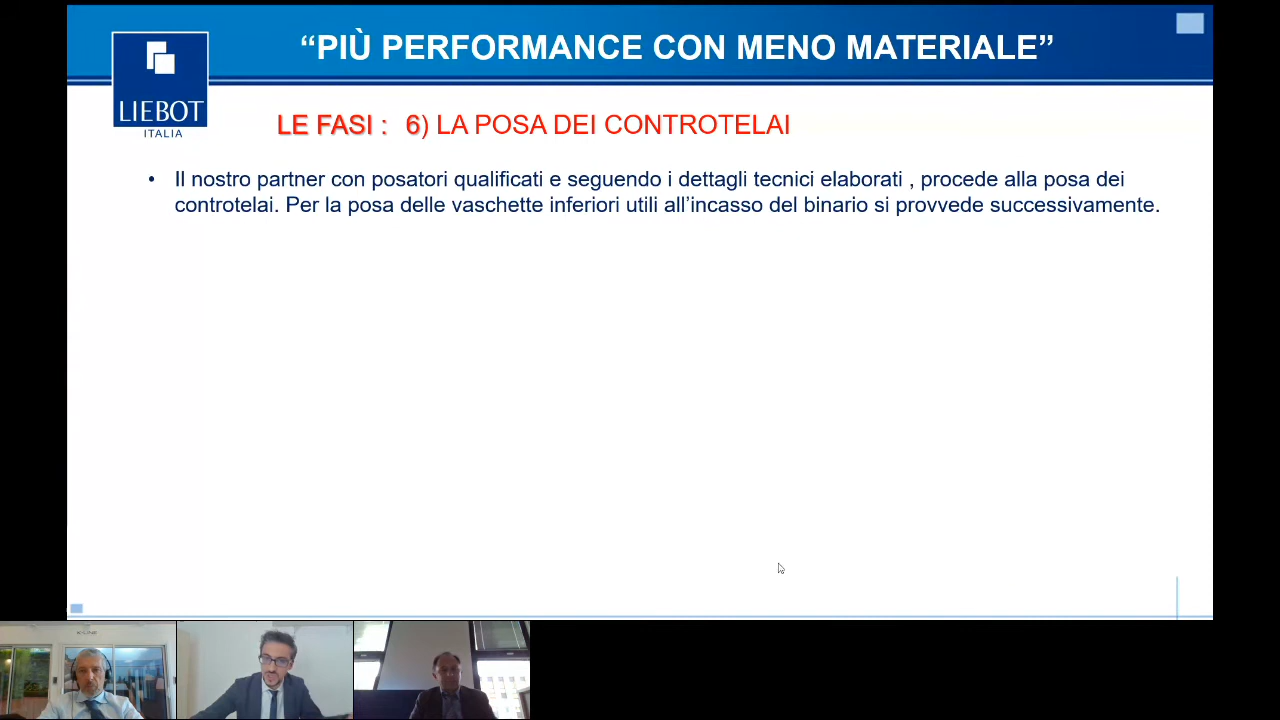 “PIÙ PERFORMANCE CON MENO MATERIALE”
LIEBOT
ITALIA
LE FASI : 6) LA POSA DEI CONTROTELAI
• Il nostro partner con posatori qualificati e seguendo i dettagli tecnici elaborati , procede alla posa dei
controtelai. Per la posa delle vaschette inferiori utili all’incasso del binario si provvede successivamente.